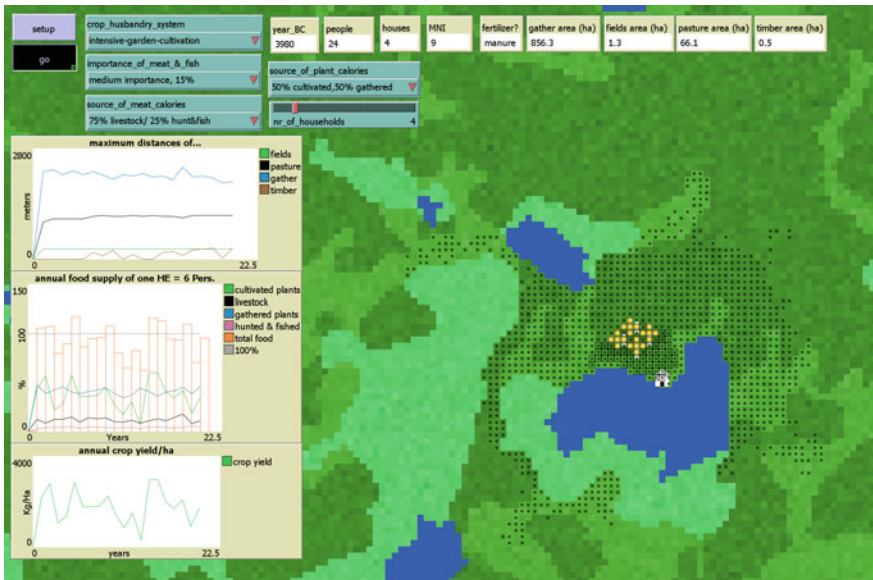 setup
go
crop_husbandry_system
intensive-garden-cultivation
importance_of_meat_&_fish
medium importance, 15%
source_of_meat_calories
75% livestock/ 25% hunt&fish
year_BC
3980
people
24
houses
4
MNI
9
fertilizer?
manure
gather area (ha)
856.3
fields area (ha)
1.3
pasture area (ha)
66.1
timber area (ha)
0.5
source_of_plant_calories
50% cultivated,50% gathered
nr_of_households 4
maximum distances of...
2800
meters
0
0 22.5
fields
pasture
gather
timber
annual food supply of one HE = 6 Pers.
150
100
%
0
0 Years 22.5
cultivated plants
livestock
gathered plants
hunted & fished
total food
100%
annual crop yield/ha
4000
Kg/Ha
0
0 years 22.5
crop yield